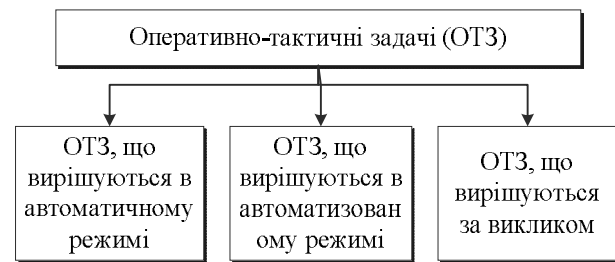 Оперативно-тактичні задачі (ОТЗ)
ОТЗ, що
вирішуються в
автоматичному
режимі
ОТЗ, що
вирішуються в
автоматизован
ому режимі
ОТЗ, що
вирішуються
за викликом